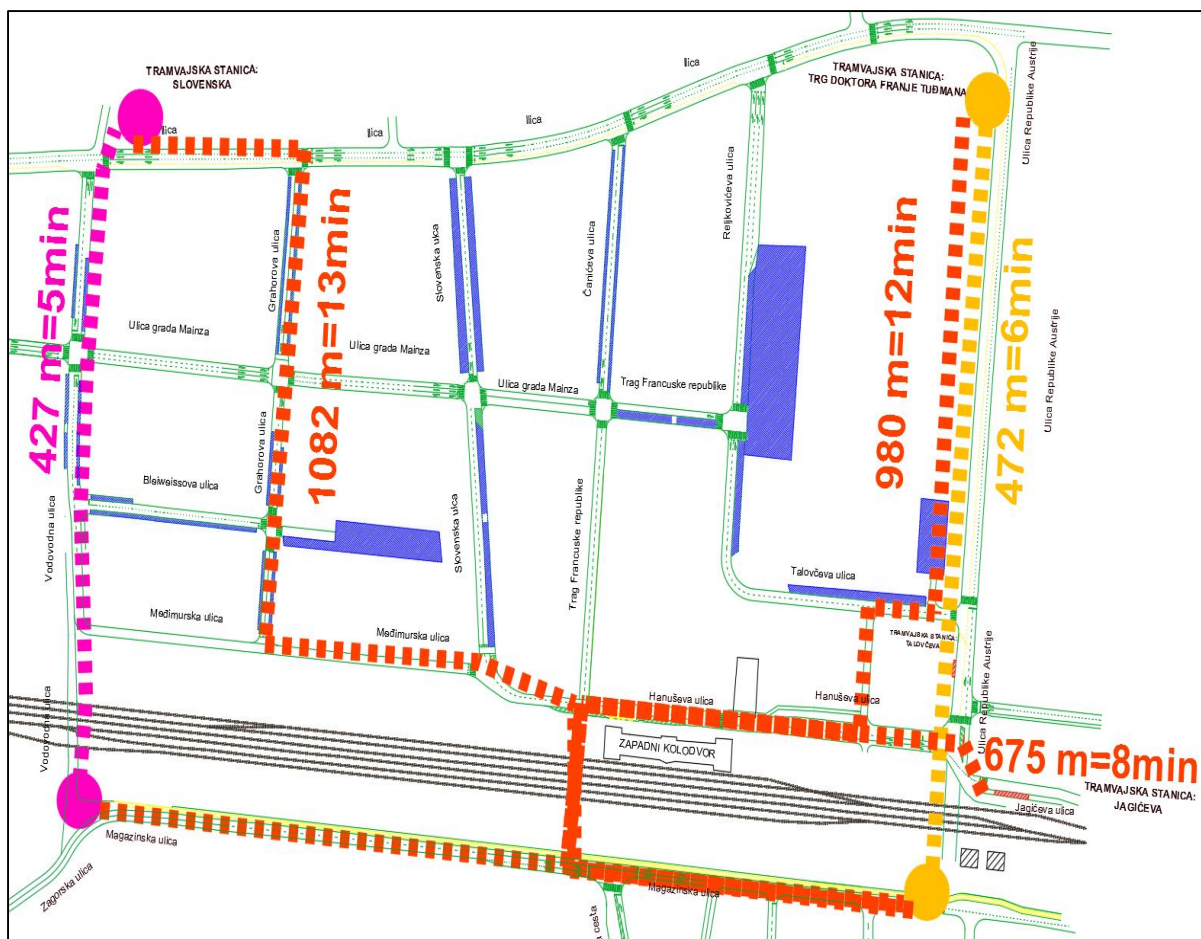 TRAMVAJSKA STANICA:
SLOVENSKA
Ilica
Ilica
Ilica
Ilica
TRAMVAJSKA STANICA:
TRG DOKTORA FRANJE TUĐMANA
Ulica Republike Austrije
427 m=5min
Grahorova ulica
1082 m=13min
Slovenska ulica
Čanićeva ulica
Reljkovićeva ulica
980 m=12min
472 m=6min
Ulica Republike Austrije
Ulica grada Mainza
Ulica grada Mainza
Ulica grada Mainza
Trag Francuske republike
Vodovodna ulica
Bleiweissova ulica
Grahorova ulica
Slovenska ulica
Trag Francuske republike
Talovčeva ulica
Međimurska ulica
Međimurska ulica
TRAMVAJSKA STANICA:
TALOVČEVA
Ulica Republike Austrije
Hanuševa ulica
Hanuševa ulica
Vodovodna ulica
ZAPADNI KOLODVOR
675 m=8min
TRAMVAJSKA STANICA:
JAGIĆEVA
Jagićeva ulica
Magazinska ulica
Zagorska ulica
Magazinska ulica
a cesta